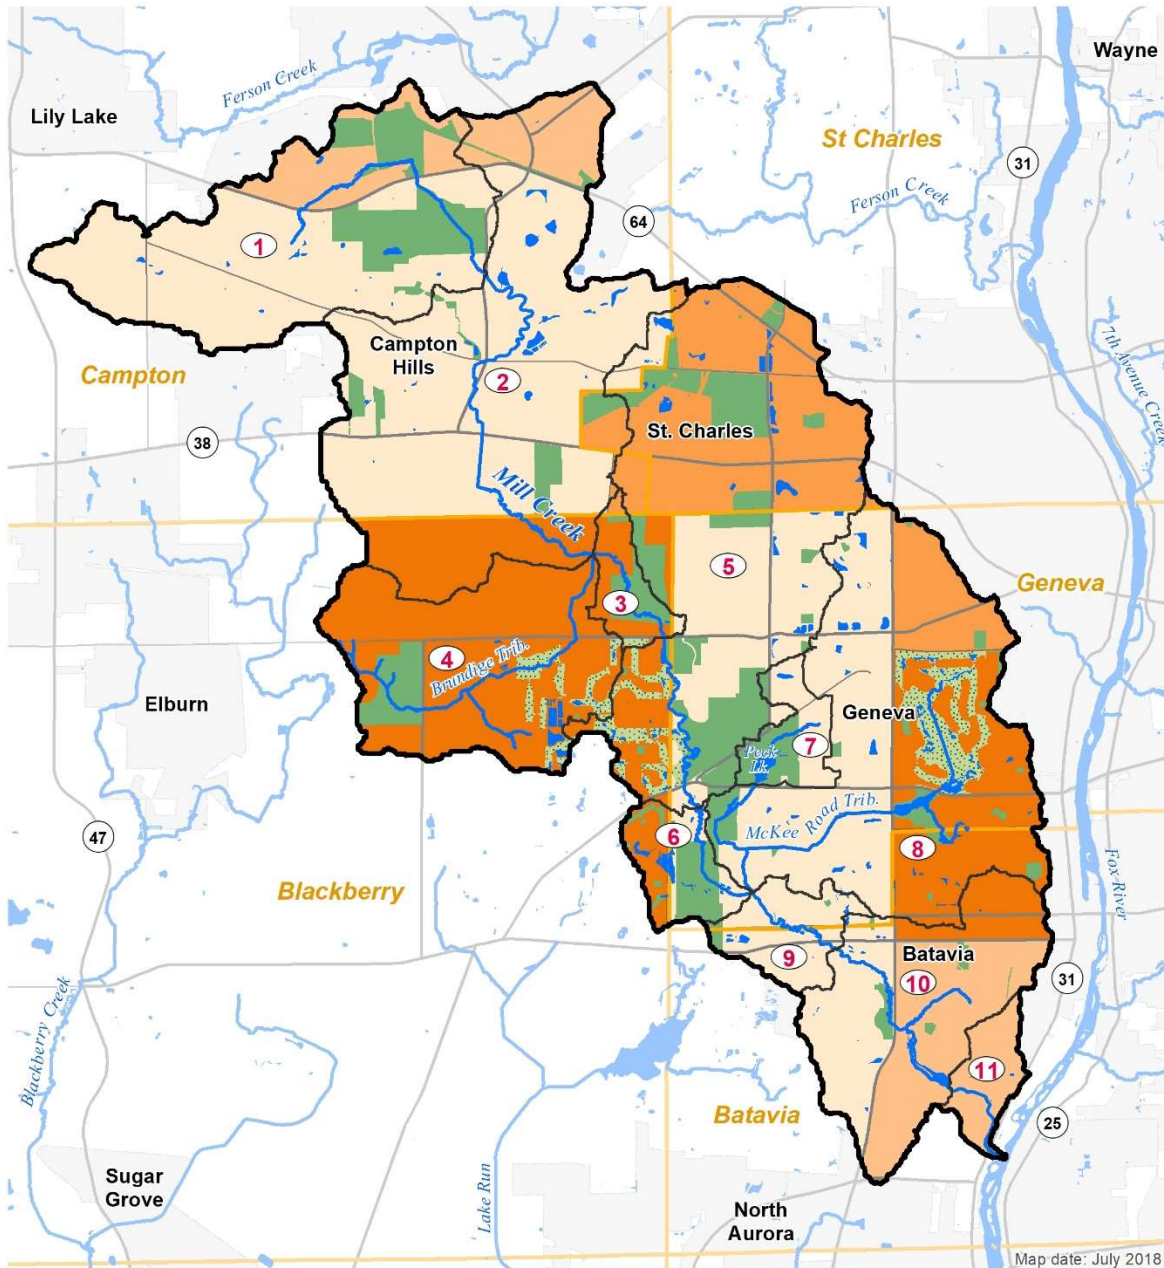 Wayne
Ferson Creek
Lily Lake
St Charles
31
Ferson Creek
64
1
7th Avenue Creek
Campton
Hills
Campton
2
38
St. Charles
Mill Creek
5
Geneva
3
4
Brundige Trib.
Elburn
Geneva
7
Peck
Lk.
McKee Road Trib.
47
6
8
Blackberry
Fox River
Batavia
9
10
31
Blackberry Creek
11
Batavia
25
Sugar
Grove
Lake Run
North
Aurora
Map date: July 2018